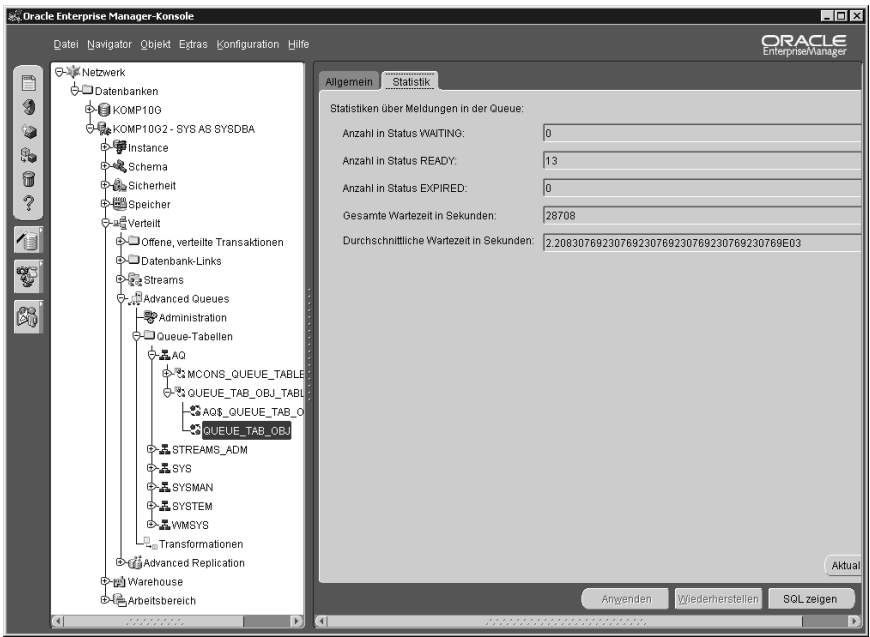 Oracle Enterprise Manager-Konsole
Datei Navigator Objekt Extras Konfiguration Hilfe
ORACLE
EnterpriseManager
Netzwerk
Datenbanken
KOMP10G
KOMP10G2 - SYS AS SYSDBA
Instance
Schema
Sicherheit
Speicher
Verteilt
Offene, verteilte Transaktionen
Datenbank-Links
Streams
Advanced Queues
Administration
Queue-Tabellen
AQ
MCONS_QUEUE_TABLE
QUEUE_TAB_OBJ_TABL
AQ$_QUEUE_TAB_O
QUEUE_TAB_OBJ
STREAMS_ADM
SYS
SYSMAN
SYSTEM
WMSYS
Transformationen
Advanced Replication
Warehouse
Arbeitsbereich
Allgemein Statistik
Statistiken über Meldungen in der Queue:
Anzahl in Status WAITING: 0
Anzahl in Status READY: 13
Anzahl in Status EXPIRED: 0
Gesamte Wartezeit in Sekunden: 28708
Durchschnittliche Wartezeit in Sekunden: 2.20830769230769230769230769230769230769E03
Aktual
Anwenden Wiederherstellen SQL zeigen